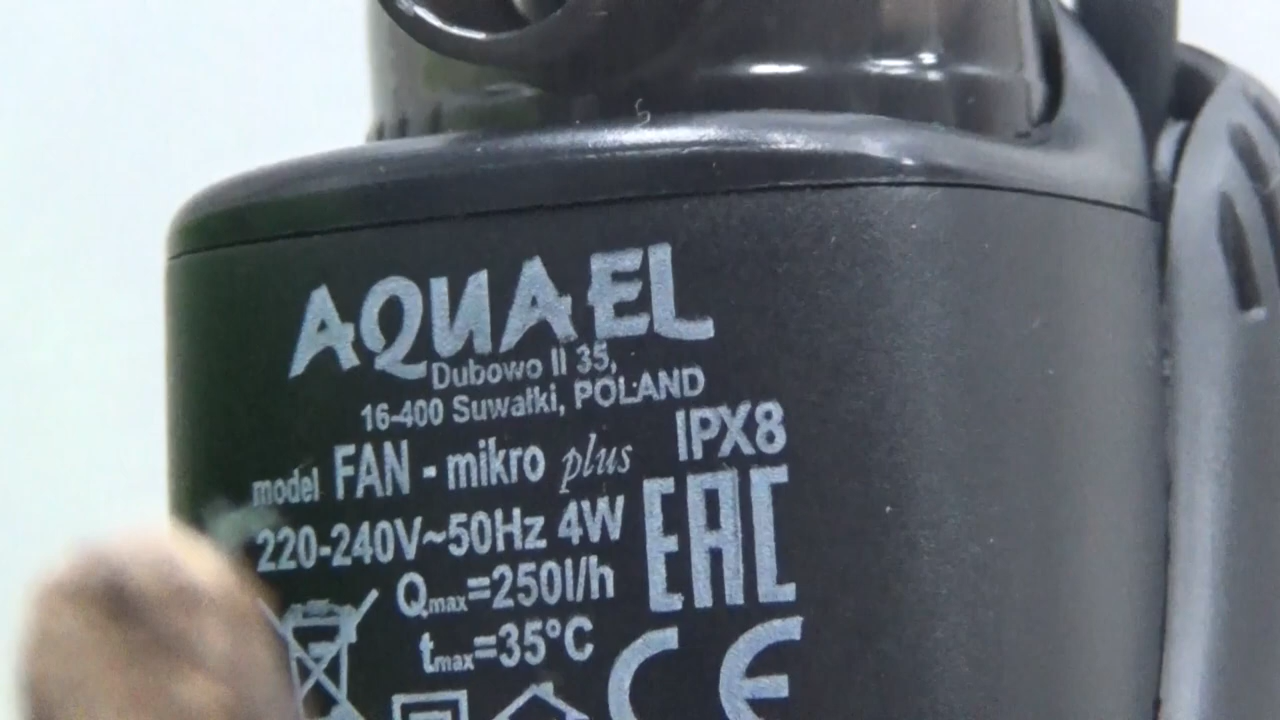 AQUAEL
Dubowo II 35,
16-400 Suwałki, POLAND
IPX8
model FAN - mikro plus
220-240V~50Hz 4W
EAC
Qmax=250l/h
tmax=35°C
CE